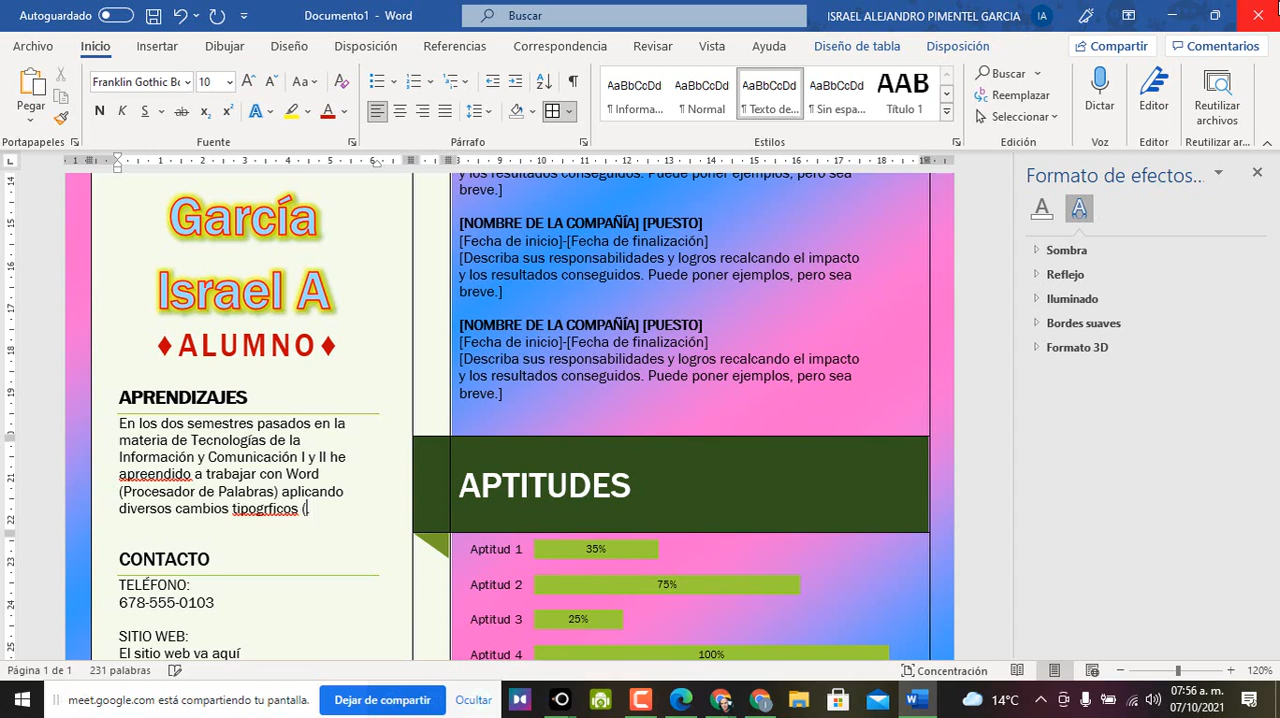 Autoguardado
Documento1 - Word
Buscar
ISRAEL ALEJANDRO PIMENTEL GARCIA
IA
Archivo
Inicio
Insertar
Dibujar
Diseño
Disposición
Referencias
Correspondencia
Revisar
Vista
Ayuda
Diseño de tabla
Disposición
Compartir
Comentarios
Pegar
Portapapeles
Franklin Gothic Bo
10
Aa
N K S ab x₂ x²
Fuente
Párrafo
AaBbCcDd
¶ Informa...
AaBbCcDd
¶ Normal
AaBbCcDd
¶ Texto de...
AaBbCcDd
¶ Sin espa...
AAB
Título 1
Estilos
Buscar
Reemplazar
Seleccionar
Edición
Dictar
Voz
Editor
Editor
Reutilizar
archivos
Reutilizar ar...
García
Israel A
♦ALUMNO♦
APRENDIZAJES
En los dos semestres pasados en la
materia de Tecnologías de la
Información y Comunicación I y II he
apreendido a trabajar con Word
(Procesador de Palabras) aplicando
diversos cambios tipogrficos (
CONTACTO
TELÉFONO:
678-555-0103
SITIO WEB:
El sitio web va aquí
y los resultados conseguidos. Puede poner ejemplos, pero sea
breve.]
[NOMBRE DE LA COMPAÑÍA] [PUESTO]
[Fecha de inicio]-[Fecha de finalización]
[Describa sus responsabilidades y logros recalcando el impacto
y los resultados conseguidos. Puede poner ejemplos, pero sea
breve.]
[NOMBRE DE LA COMPAÑÍA] [PUESTO]
[Fecha de inicio]-[Fecha de finalización]
[Describa sus responsabilidades y logros recalcando el impacto
y los resultados conseguidos. Puede poner ejemplos, pero sea
breve.]
APTITUDES
Aptitud 1 35%
Aptitud 2 75%
Aptitud 3 25%
Aptitud 4 100%
Formato de efectos...
Sombra
Reflejo
Iluminado
Bordes suaves
Formato 3D
Página 1 de 1
231 palabras
Concentración
120%
meet.google.com está compartiendo tu pantalla.
Dejar de compartir
Ocultar
14°C
07:56 a. m.
07/10/2021